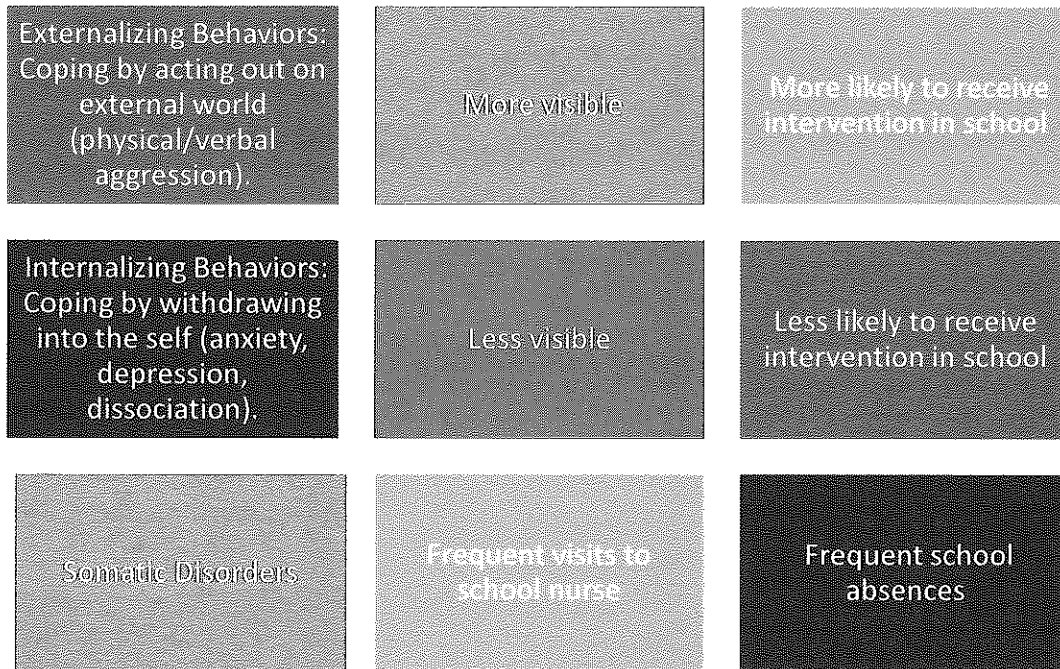 Externalizing Behaviors:
Coping by acting out on
external world
(physical/verbal
aggression).
More visible
More likely to receive
intervention in school
Internalizing Behaviors:
Coping by withdrawing
into the self (anxiety,
depression,
dissociation).
Less visible
Less likely to receive
intervention in school
Somatic Disorders
Frequent visits to
school nurse
Frequent school
absences